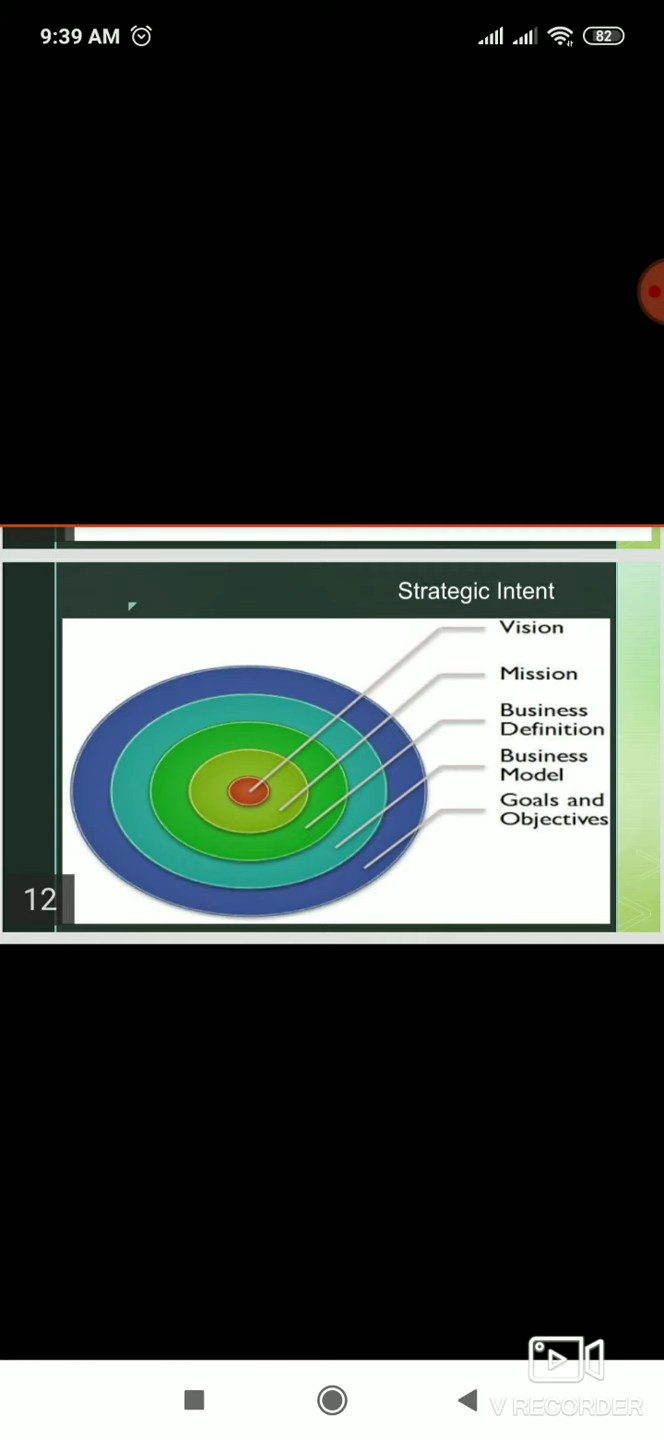 9:39 AM
82
Strategic Intent
Vision
Mission
Business
Definition
Business
Model
Goals and
Objectives
12
V RECORDER